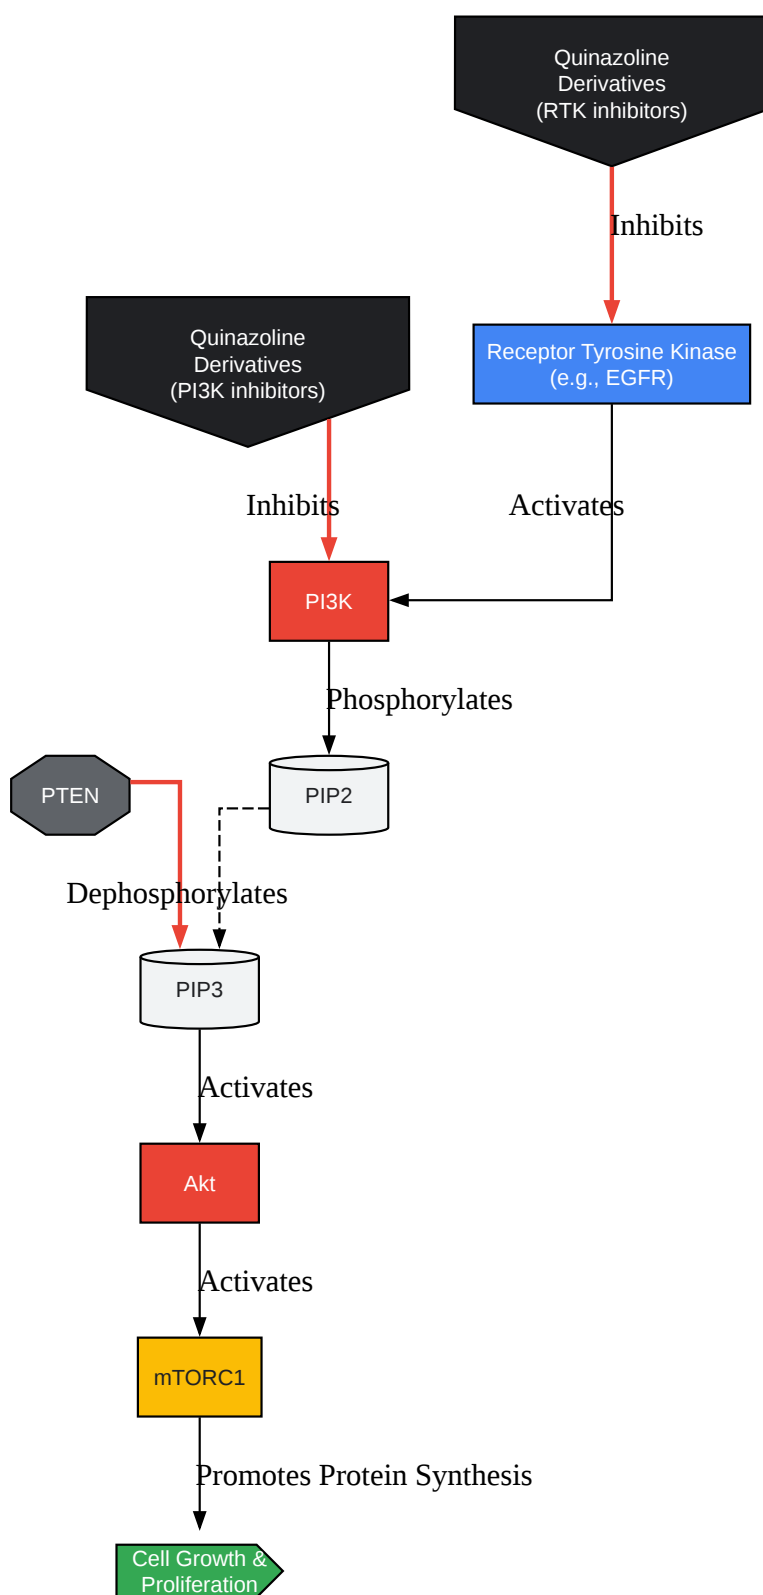 Quinazoline
Derivatives
(RTK inhibitors)
Inhibits
Quinazoline
Derivatives
(PI3K inhibitors)
Receptor Tyrosine Kinase
(e.g., EGFR)
Inhibits
Activates
PI3K
Phosphorylates
PTEN
PIP2
Dephosphorylates
PIP3
Activates
Akt
Activates
mTORC1
Promotes Protein Synthesis
Cell Growth &
Proliferation